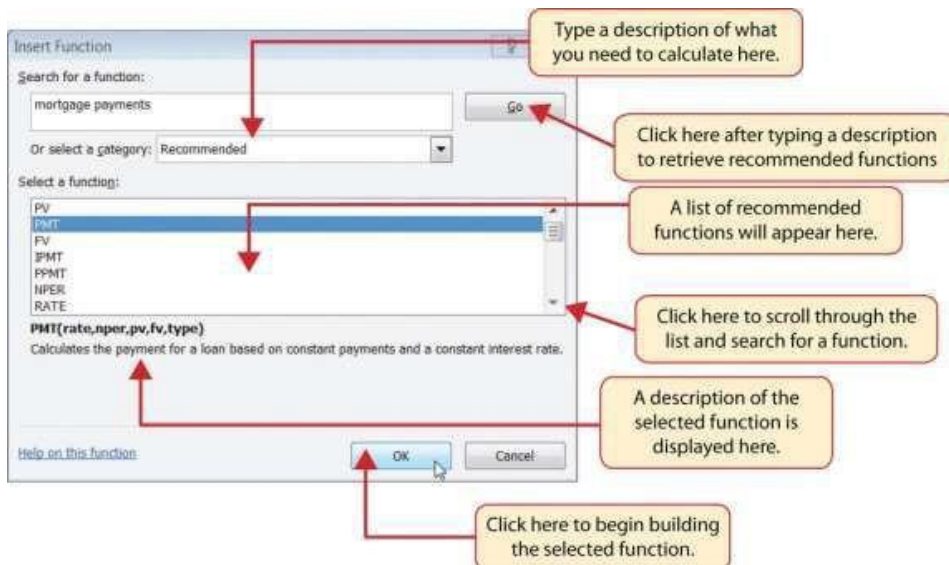 Insert Function
Type a description of what
you need to calculate here.
Search for a function:
mortgage payments
Go
Click here after typing a description
to retrieve recommended functions
Or select a category: Recommended
Select a function:
PV
PMT
FV
IPMT
PPMT
NPER
RATE
A list of recommended
functions will appear here.
PMT(rate,nper,pv,fv,type)
Calculates the payment for a loan based on constant payments and a constant interest rate.
Click here to scroll through the
list and search for a function.
A description of the
selected function is
displayed here.
Help on this function
OK
Cancel
Click here to begin building
the selected function.